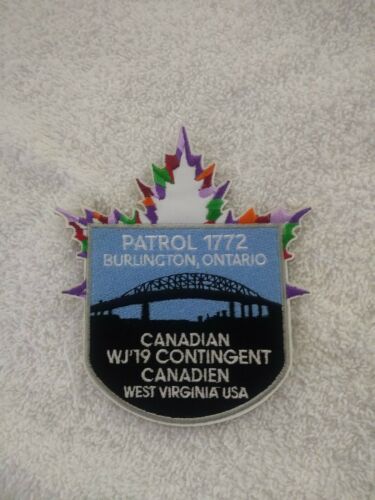 PATROL 1772
BURLINGTON, ONTARIO
CANADIAN
WJ'19 CONTINGENT
CANADIEN
WEST VIRGINIA USA